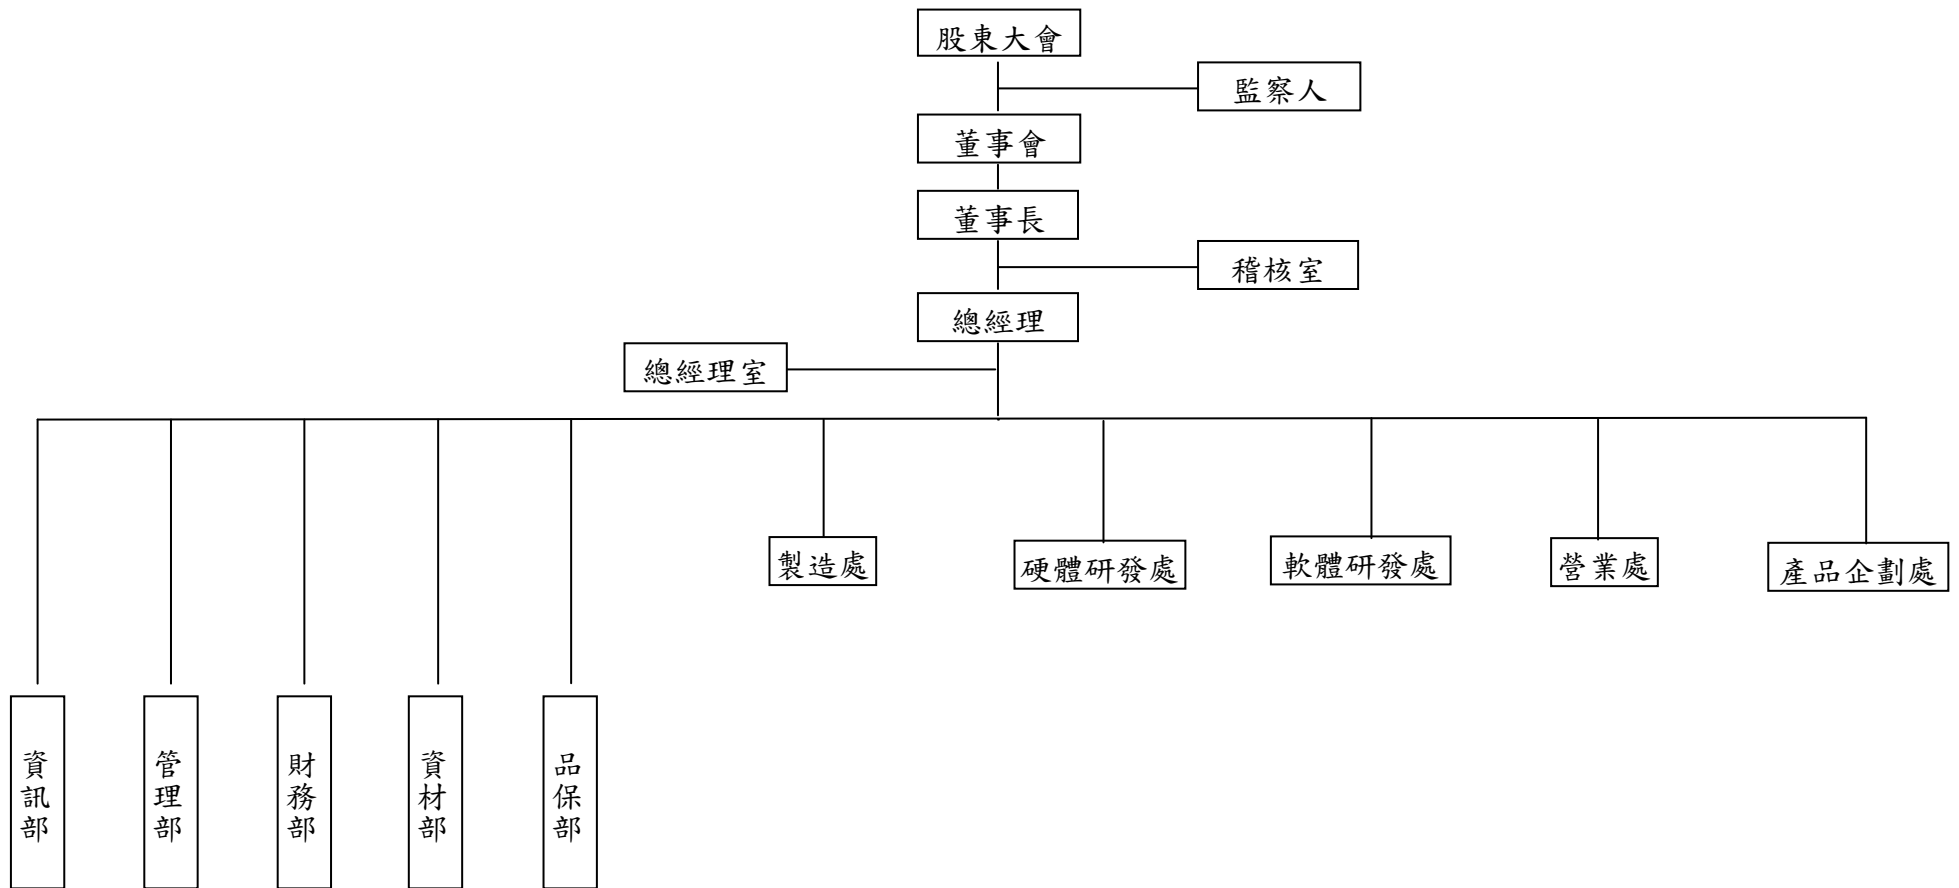 股東大會
監察人
董事會
董事長
稽核室
總經理
總經理室
製造處
硬體研發處
軟體研發處
營業處
產品企劃處
資訊部
管理部
財務部
資材部
品保部